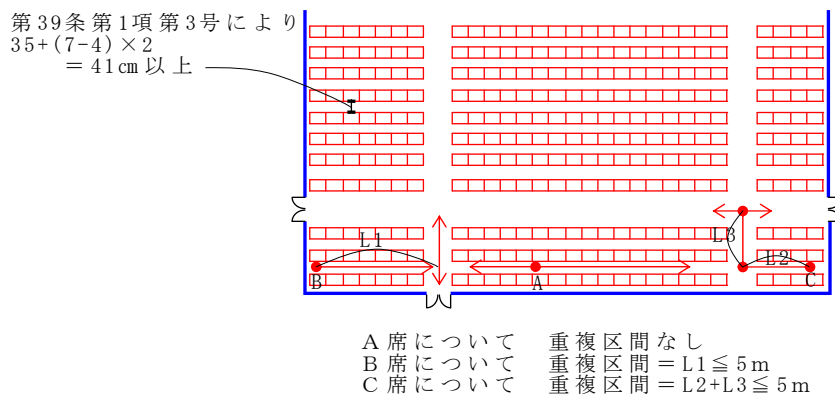 第39条第1項第3号により
35+(7-4)×2
=41㎝以上
L1
L3
L2
B
A
C
A席について 重複区間なし
B席について 重複区間=L1≦5m
C席について 重複区間=L2+L3≦5m